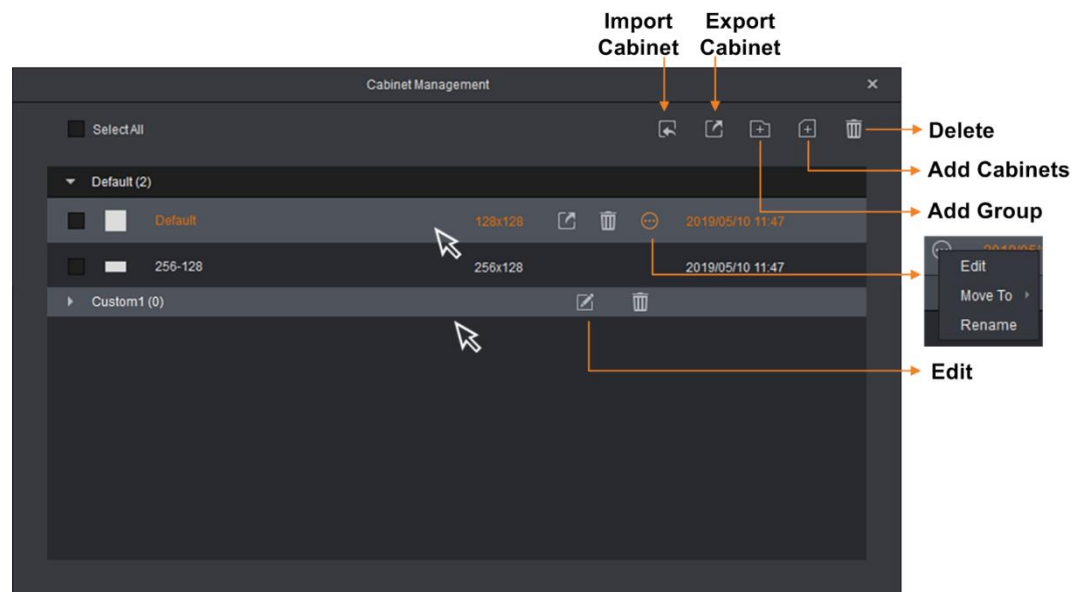 Import
Cabinet
Export
Cabinet
Cabinet Management
Select All
Delete
Add Cabinets
Default (2)
Add Group
Default 128x128 2019/05/10 11:47
256-128 256x128 2019/05/10 11:47
Edit
Move To
Rename
Custom1 (0)
Edit